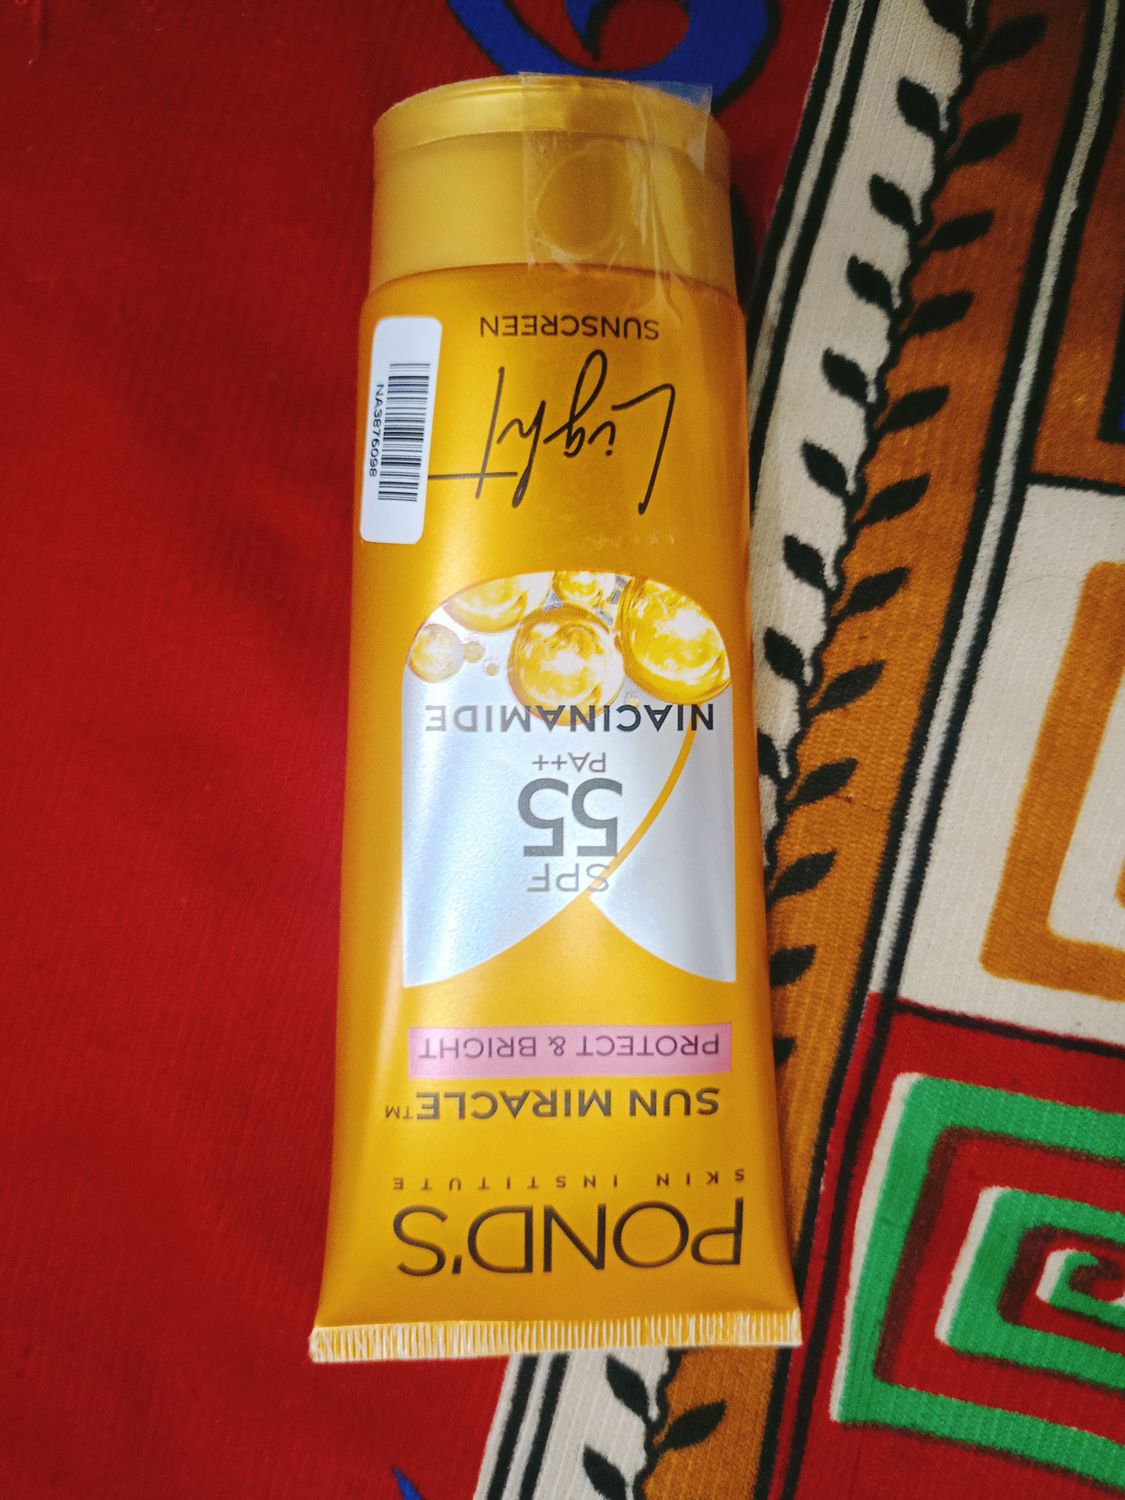 POND'S
SKIN INSTITUTE
SUN MIRACLE™
PROTECT & BRIGHT
SPF
55
PA++
NIACINAMIDE
Light
SUNSCREEN
NA3876098